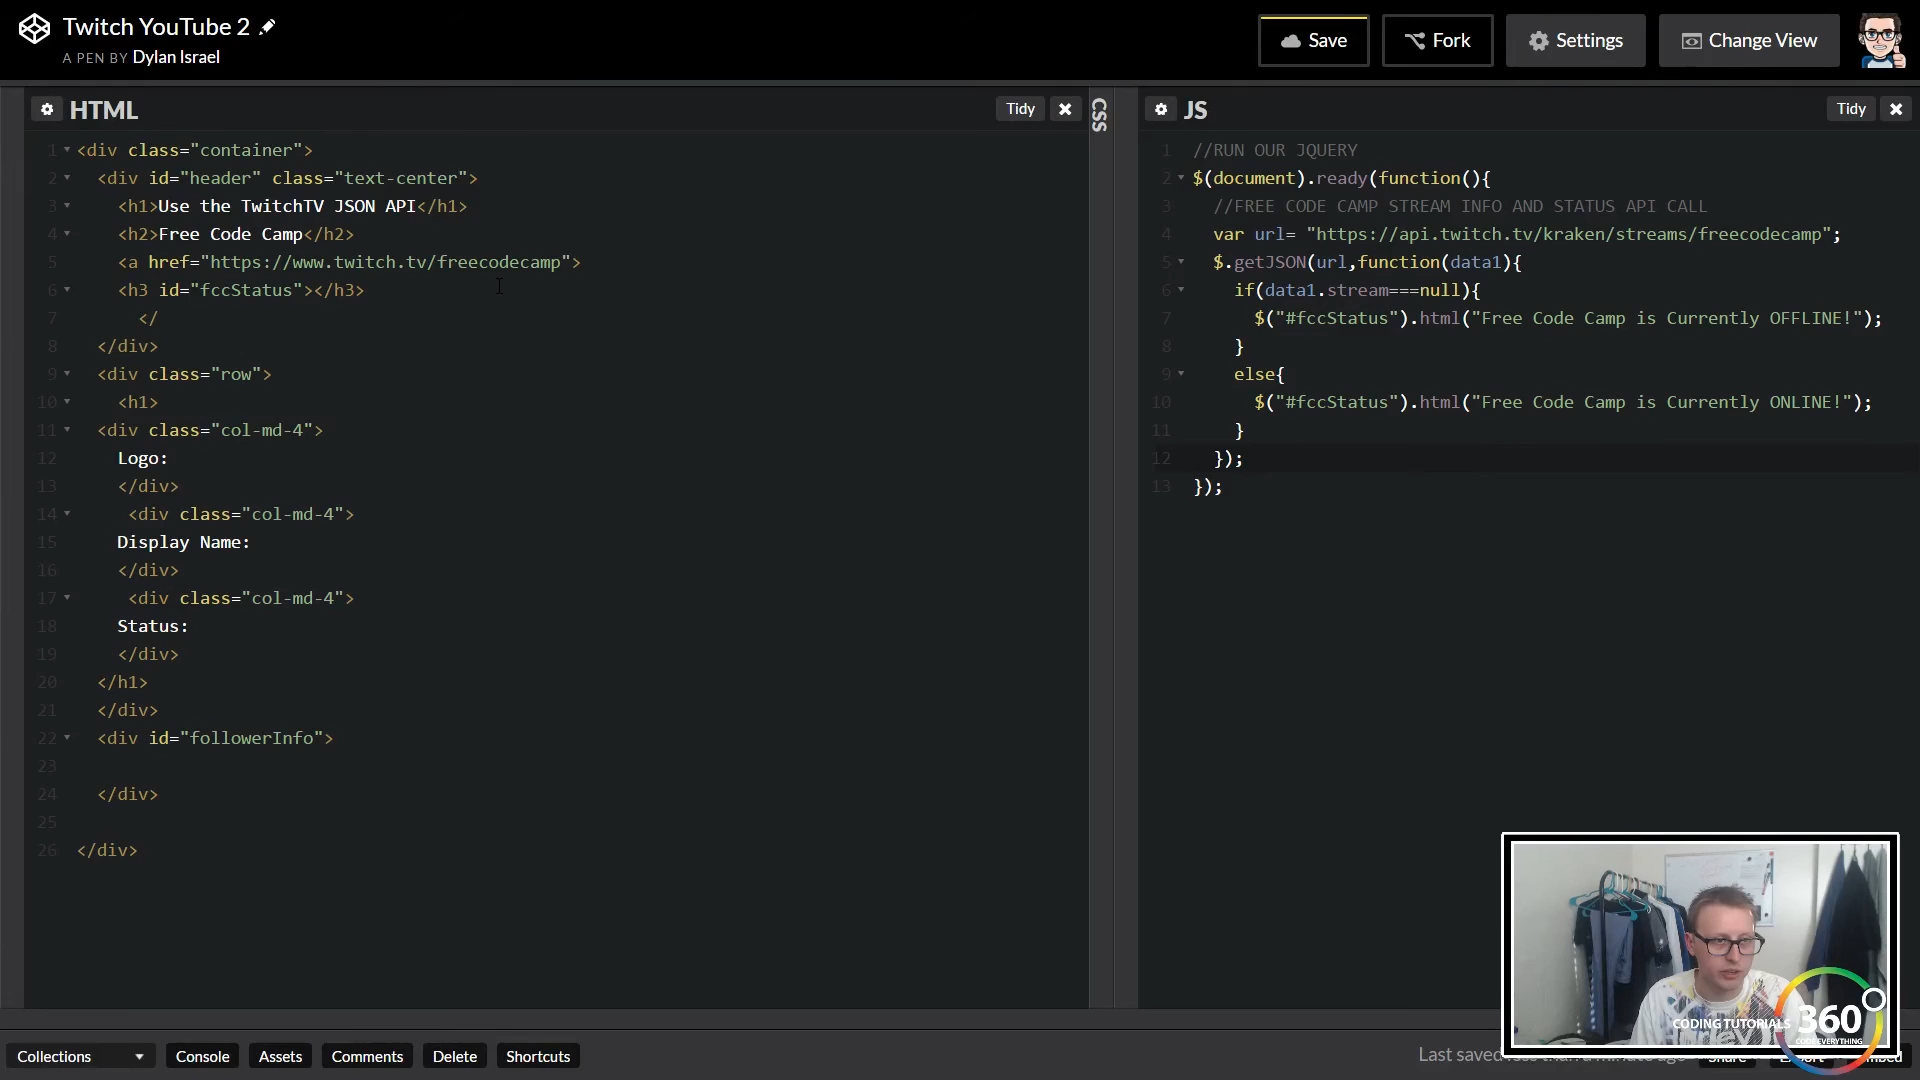 Twitch YouTube 2
A PEN BY Dylan Israel
Save
Fork
Settings
Change View
HTML
Tidy
1 <div class="container">
2 <div id="header" class="text-center">
3 <h1>Use the TwitchTV JSON API</h1>
4 <h2>Free Code Camp</h2>
5 <a href="https://www.twitch.tv/freecodecamp">
6 <h3 id="fccStatus"></h3>
7 </
8 </div>
9 <div class="row">
10 <h1>
11 <div class="col-md-4">
12 Logo:
13 </div>
14 <div class="col-md-4">
15 Display Name:
16 </div>
17 <div class="col-md-4">
18 Status:
19 </div>
20 </h1>
21 </div>
22 <div id="followerInfo">
23
24 </div>
25
26 </div>
CSS
JS
Tidy
1 //RUN OUR JQUERY
2 $(document).ready(function(){
3 //FREE CODE CAMP STREAM INFO AND STATUS API CALL
4 var url= "https://api.twitch.tv/kraken/streams/freecodecamp";
5 $.getJSON(url,function(data1){
6 if(data1.stream===null){
7 $("#fccStatus").html("Free Code Camp is Currently OFFLINE!");
8 }
9 else{
10 $("#fccStatus").html("Free Code Camp is Currently ONLINE!");
11 }
12 });
13 });
CODING TUTORIALS 360
CODE EVERYTHING
Collections
Console
Assets
Comments
Delete
Shortcuts
Last saved less than a minute ago